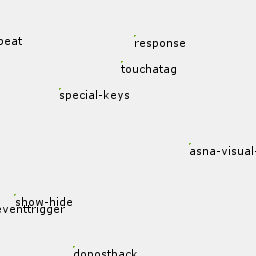 peat
response
touchatag
special-keys
asna-visual-
show-hide
eventtrigger
dopostback